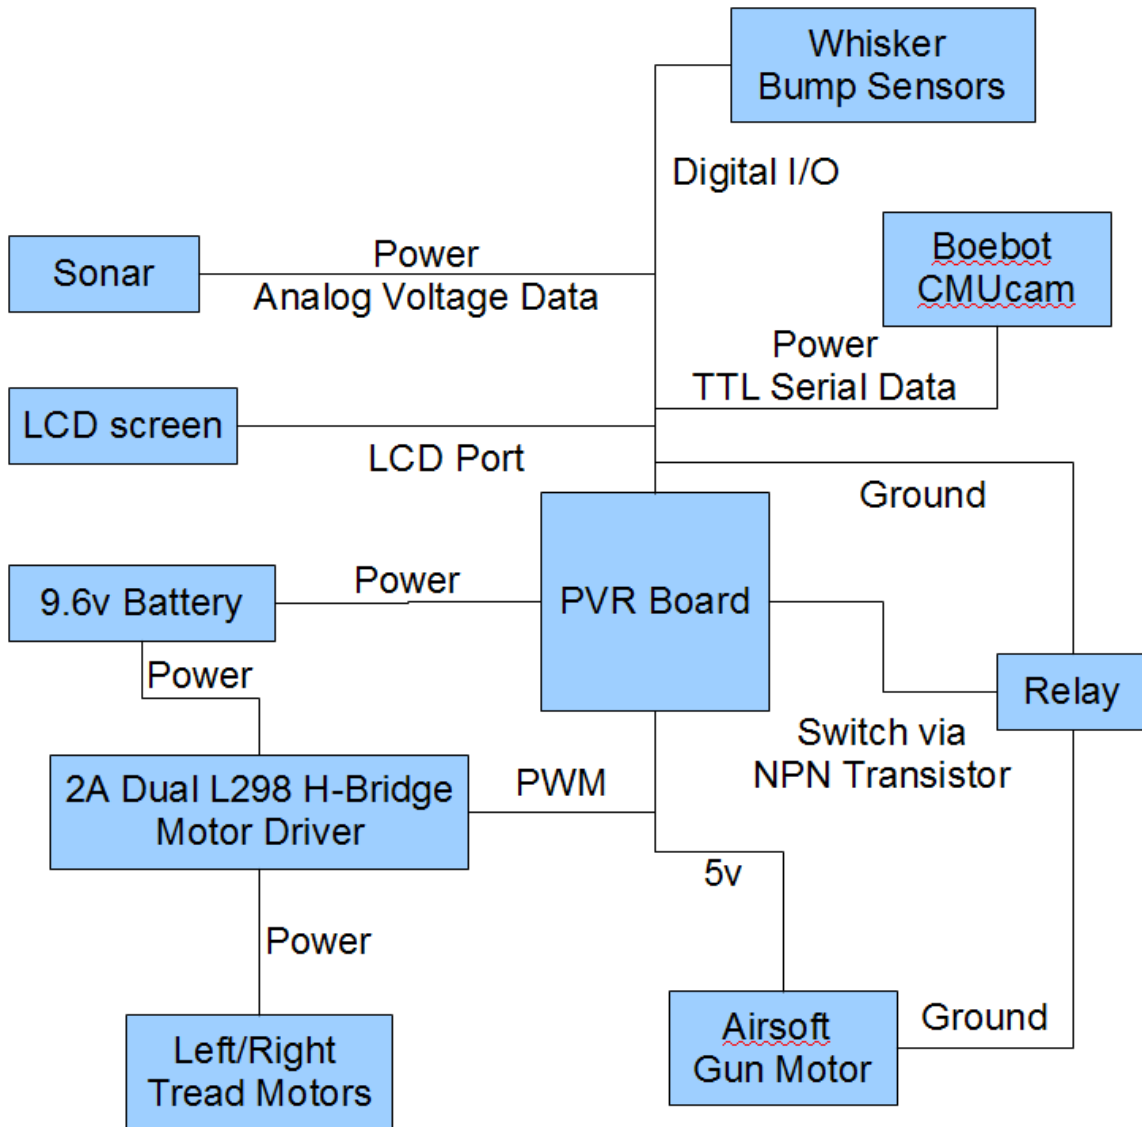 Whisker
Bump Sensors
Digital I/O
Sonar
Power
Analog Voltage Data
Boebot
CMUcam
Power
TTL Serial Data
LCD screen
LCD Port
Ground
9.6v Battery
Power
PVR Board
Power
Relay
Switch via
NPN Transistor
2A Dual L298 H-Bridge
Motor Driver
PWM
5v
Power
Left/Right
Tread Motors
Airsoft
Gun Motor
Ground